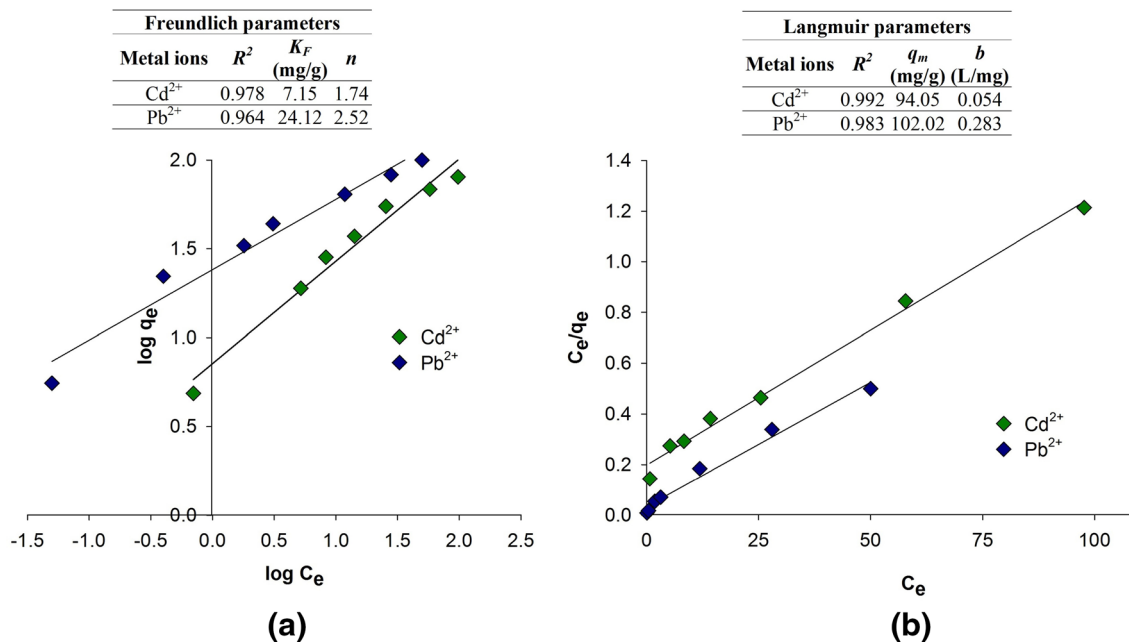 Freundlich parameters
Metal ions R² K_F (mg/g) n
Cd²⁺ 0.978 7.15 1.74
Pb²⁺ 0.964 24.12 2.52
2.0
1.5
1.0
0.5
0.0
log qe
-1.5 -1.0 -0.5 0.0 0.5 1.0 1.5 2.0 2.5
log Ce
Cd²⁺
Pb²⁺
(a)
Langmuir parameters
Metal ions R² q_m (mg/g) b (L/mg)
Cd²⁺ 0.992 94.05 0.054
Pb²⁺ 0.983 102.02 0.283
1.4
1.2
1.0
0.8
0.6
0.4
0.2
0.0
Ce/qe
0 25 50 75 100
Ce
Cd²⁺
Pb²⁺
(b)